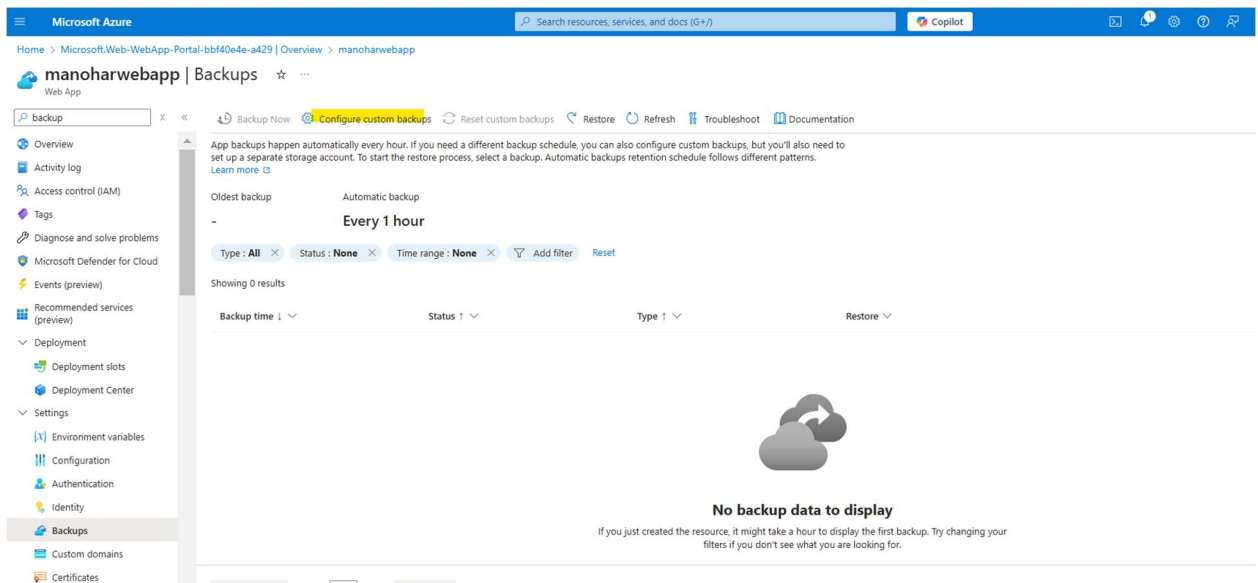 Microsoft Azure
Search resources, services, and docs (G+/)
Copilot
1
Home > Microsoft.Web-WebApp-Portal-bbf40e4e-a429 | Overview > manoharwebapp
manoharwebapp | Backups
Web App
backup
Backup Now Configure custom backups Reset custom backups Restore Refresh Troubleshoot Documentation
App backups happen automatically every hour. If you need a different backup schedule, you can also configure custom backups, but you'll also need to
set up a separate storage account. To start the restore process, select a backup. Automatic backups retention schedule follows different patterns.
Learn more
Oldest backup Automatic backup
- Every 1 hour
Type : All Status : None Time range : None Add filter Reset
Showing 0 results
Backup time ↓ Status ↑ Type ↑ Restore
No backup data to display
If you just created the resource, it might take a hour to display the first backup. Try changing your
filters if you don't see what you are looking for.
Overview
Activity log
Access control (IAM)
Tags
Diagnose and solve problems
Microsoft Defender for Cloud
Events (preview)
Recommended services
(preview)
Deployment
Deployment slots
Deployment Center
Settings
Environment variables
Configuration
Authentication
Identity
Backups
Custom domains
Certificates